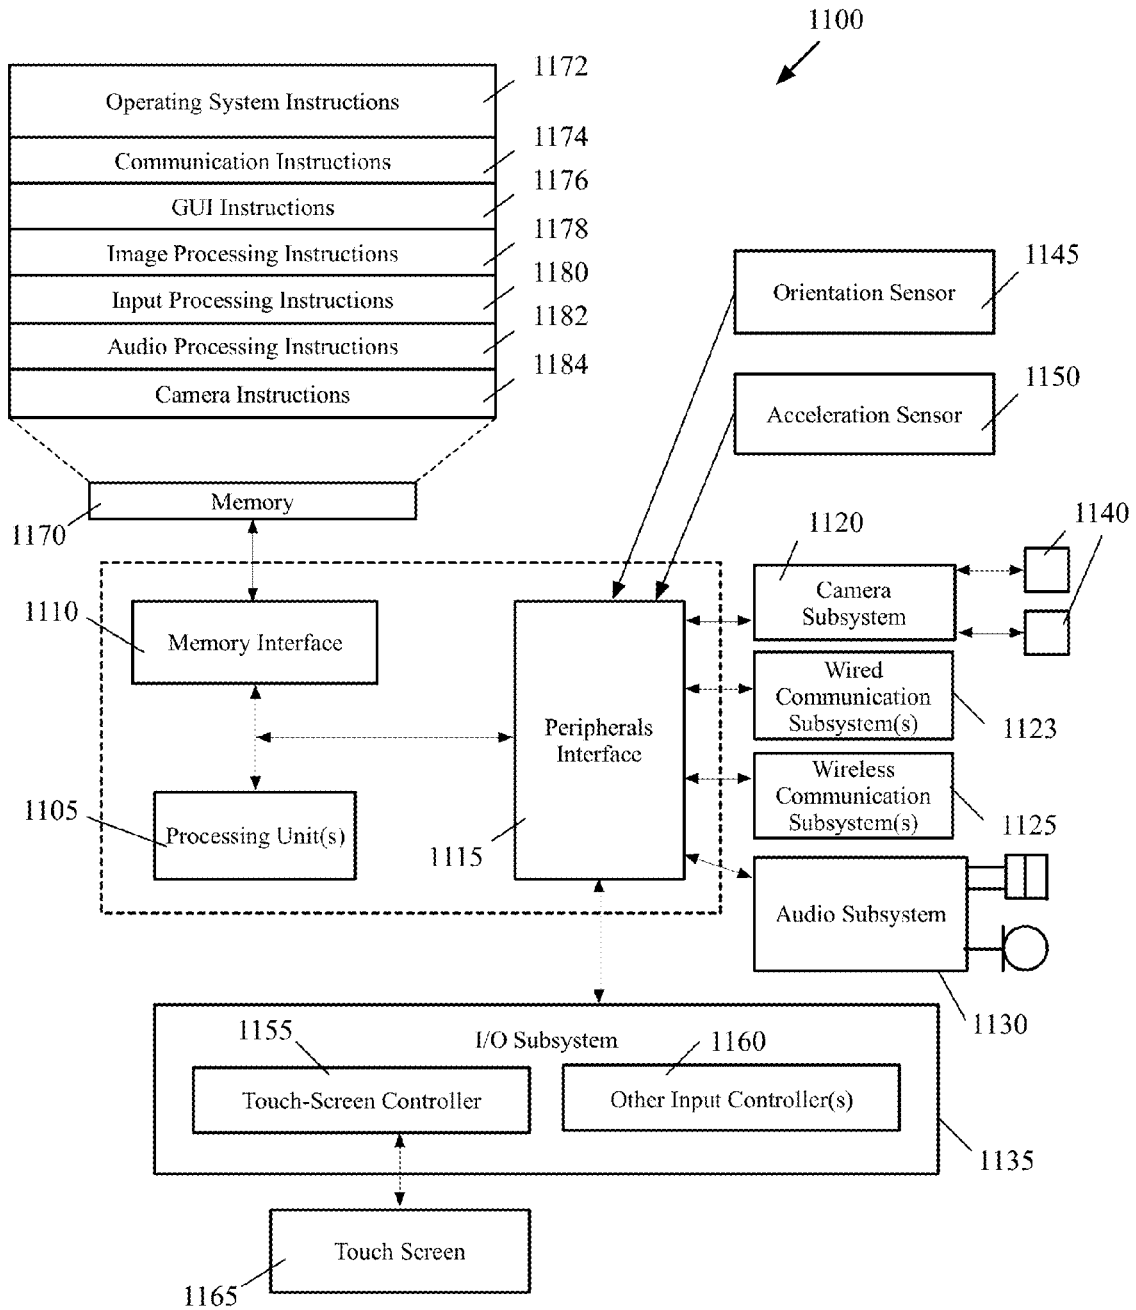 1100
1172
Operating System Instructions
1174
Communication Instructions
1176
GUI Instructions
1178
Image Processing Instructions
1180
Input Processing Instructions
1182
Audio Processing Instructions
1184
Camera Instructions
1145
Orientation Sensor
1150
Acceleration Sensor
Memory
1170
1120
1140
Camera
Subsystem
1110
Memory Interface
Wired
Communication
Subsystem(s)
1123
Peripherals
Interface
Wireless
Communication
Subsystem(s)
1125
1105
Processing Unit(s)
1115
Audio Subsystem
1130
I/O Subsystem
1155
1160
Touch-Screen Controller
Other Input Controller(s)
1135
Touch Screen
1165